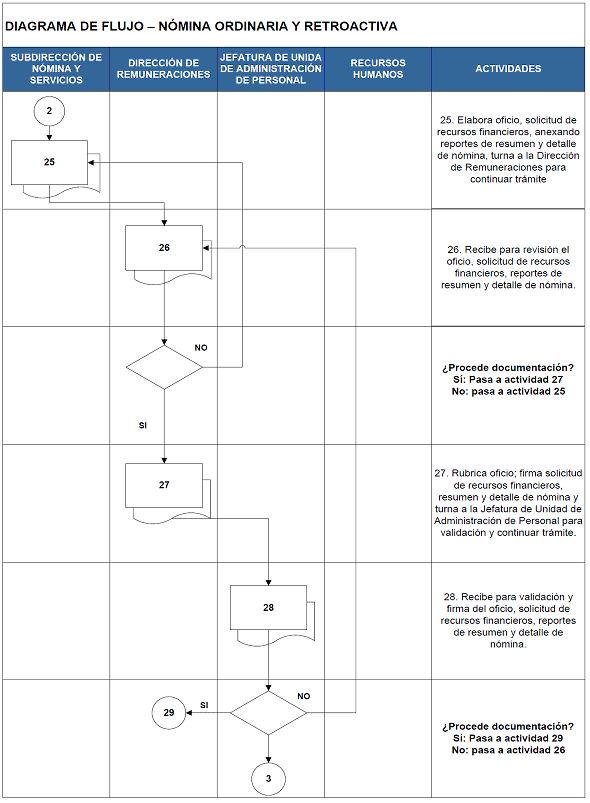 DIAGRAMA DE FLUJO – NÓMINA ORDINARIA Y RETROACTIVA
SUBDIRECCIÓN DE
NÓMINA Y
SERVICIOS
DIRECCIÓN DE
REMUNERACIONES
JEFATURA DE UNIDA
DE ADMINISTRACIÓN
DE PERSONAL
RECURSOS
HUMANOS
ACTIVIDADES
2
25
25. Elabora oficio, solicitud de
recursos financieros, anexando
reportes de resumen y detalle
de nómina, turna a la Dirección
de Remuneraciones para
continuar trámite
26
26. Recibe para revisión el
oficio, solicitud de recursos
financieros, reportes de
resumen y detalle de nómina.
NO
SI
¿Procede documentación?
Sí: Pasa a actividad 27
No: pasa a actividad 25
27
27. Rubrica oficio; firma solicitud
de recursos financieros,
resumen y detalle de nómina y
turna a la Jefatura de Unidad de
Administración de Personal para
validación y continuar trámite.
28
28. Recibe para validación y
firma del oficio, solicitud de
recursos financieros, reportes
de resumen y detalle de
nómina.
29
SI
NO
3
¿Procede documentación?
Sí: Pasa a actividad 29
No: pasa a actividad 26